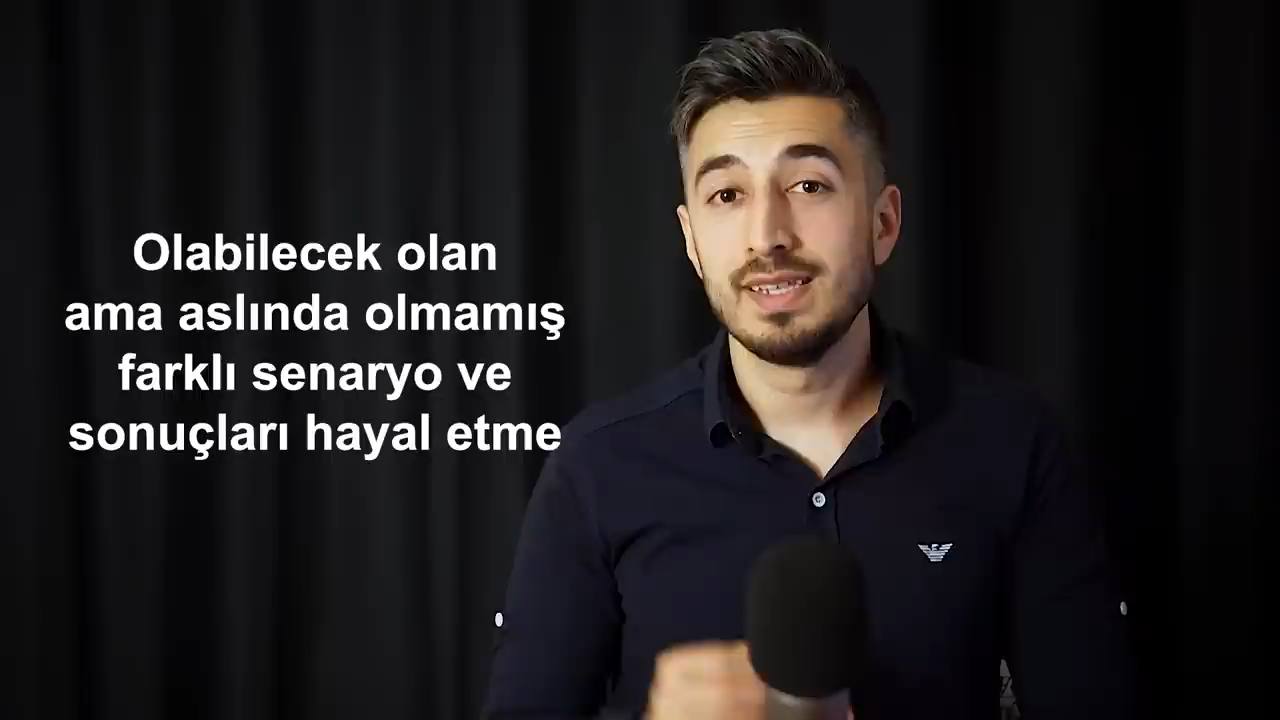 Olabilecek olan
ama aslında olmamış
farklı senaryo ve
sonuçları hayal etme